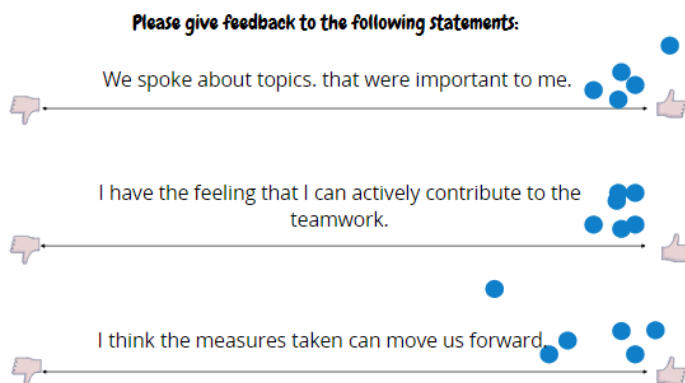 Please give feedback to the following statements:
We spoke about topics. that were important to me.
I have the feeling that I can actively contribute to the
teamwork.
I think the measures taken can move us forward.